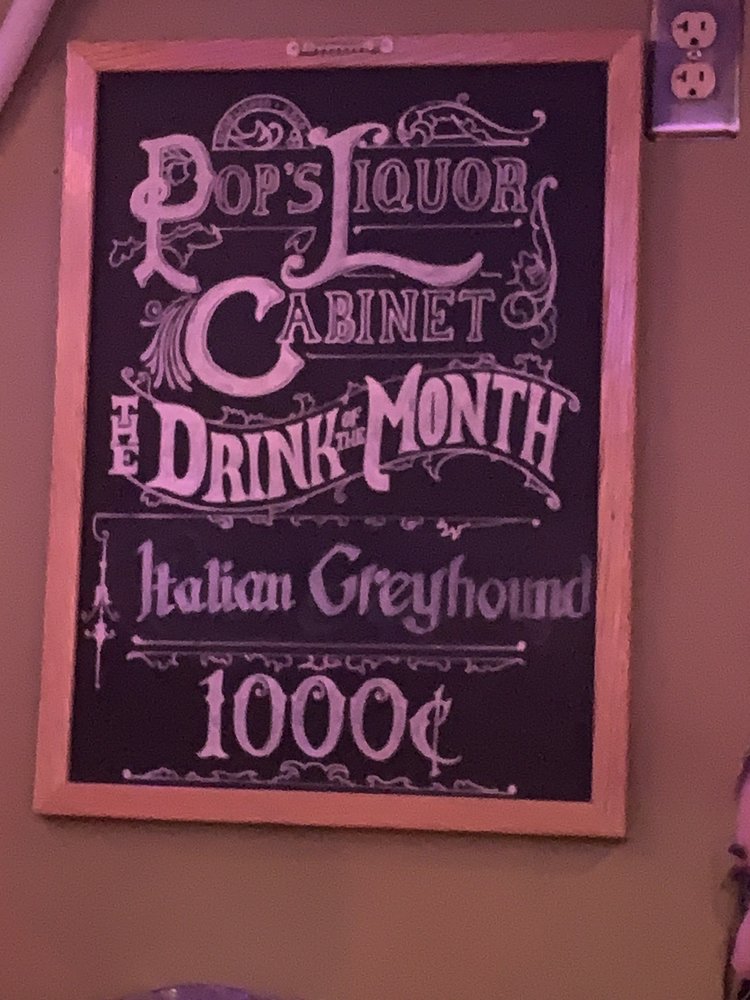 POP'S LIQUOR
CABINET
THE DRINK OF THE MONTH
Italian Greyhound
1000¢